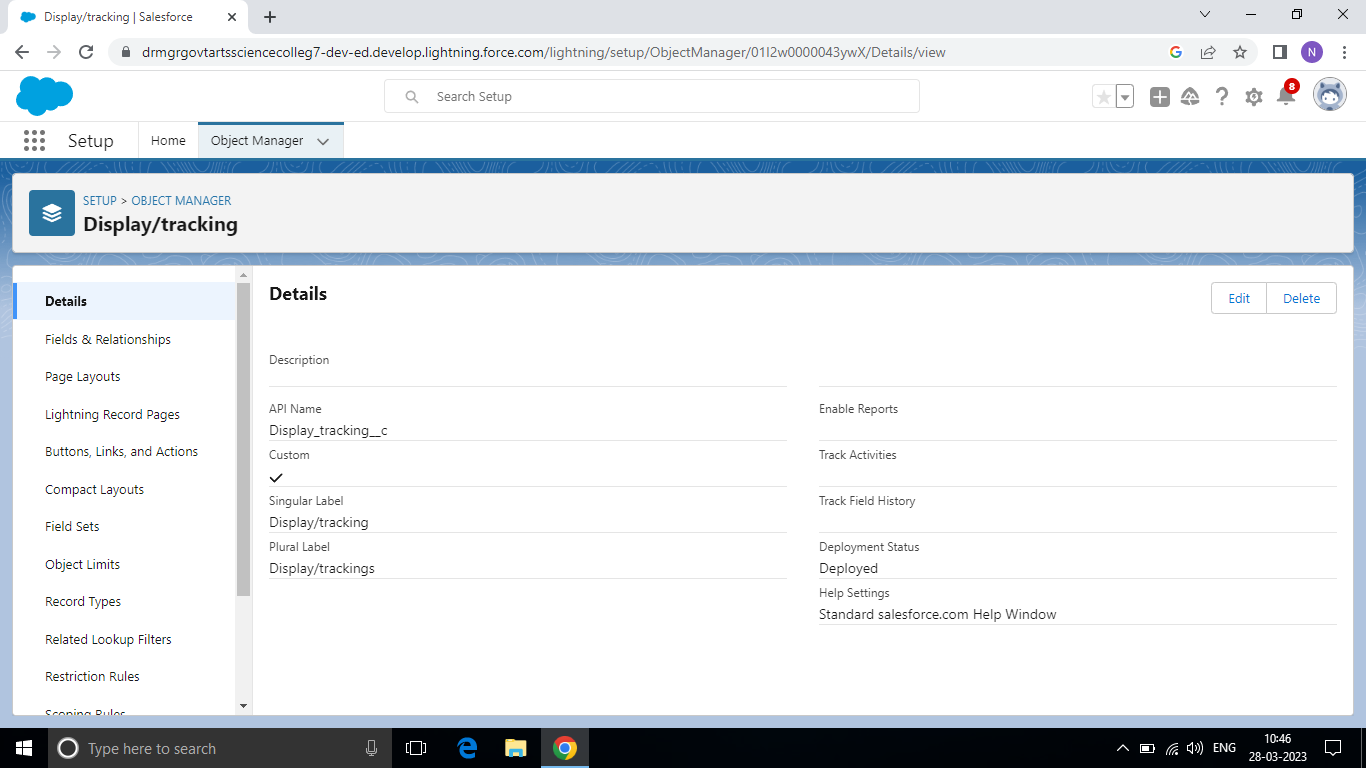 Display/tracking | Salesforce
drmgrgovtartssciencecolleg7-dev-ed.develop.lightning.force.com/lightning/setup/ObjectManager/01I2w0000043ywX/Details/view
N
Search Setup
8
Setup
Home
Object Manager
SETUP > OBJECT MANAGER
Display/tracking
Details
Fields & Relationships
Page Layouts
Lightning Record Pages
Buttons, Links, and Actions
Compact Layouts
Field Sets
Object Limits
Record Types
Related Lookup Filters
Restriction Rules
Scoping Rules
Details
Edit
Delete
Description
API Name
Display_tracking__c
Custom
Singular Label
Display/tracking
Plural Label
Display/trackings
Enable Reports
Track Activities
Track Field History
Deployment Status
Deployed
Help Settings
Standard salesforce.com Help Window
Type here to search
ENG
10:46
28-03-2023